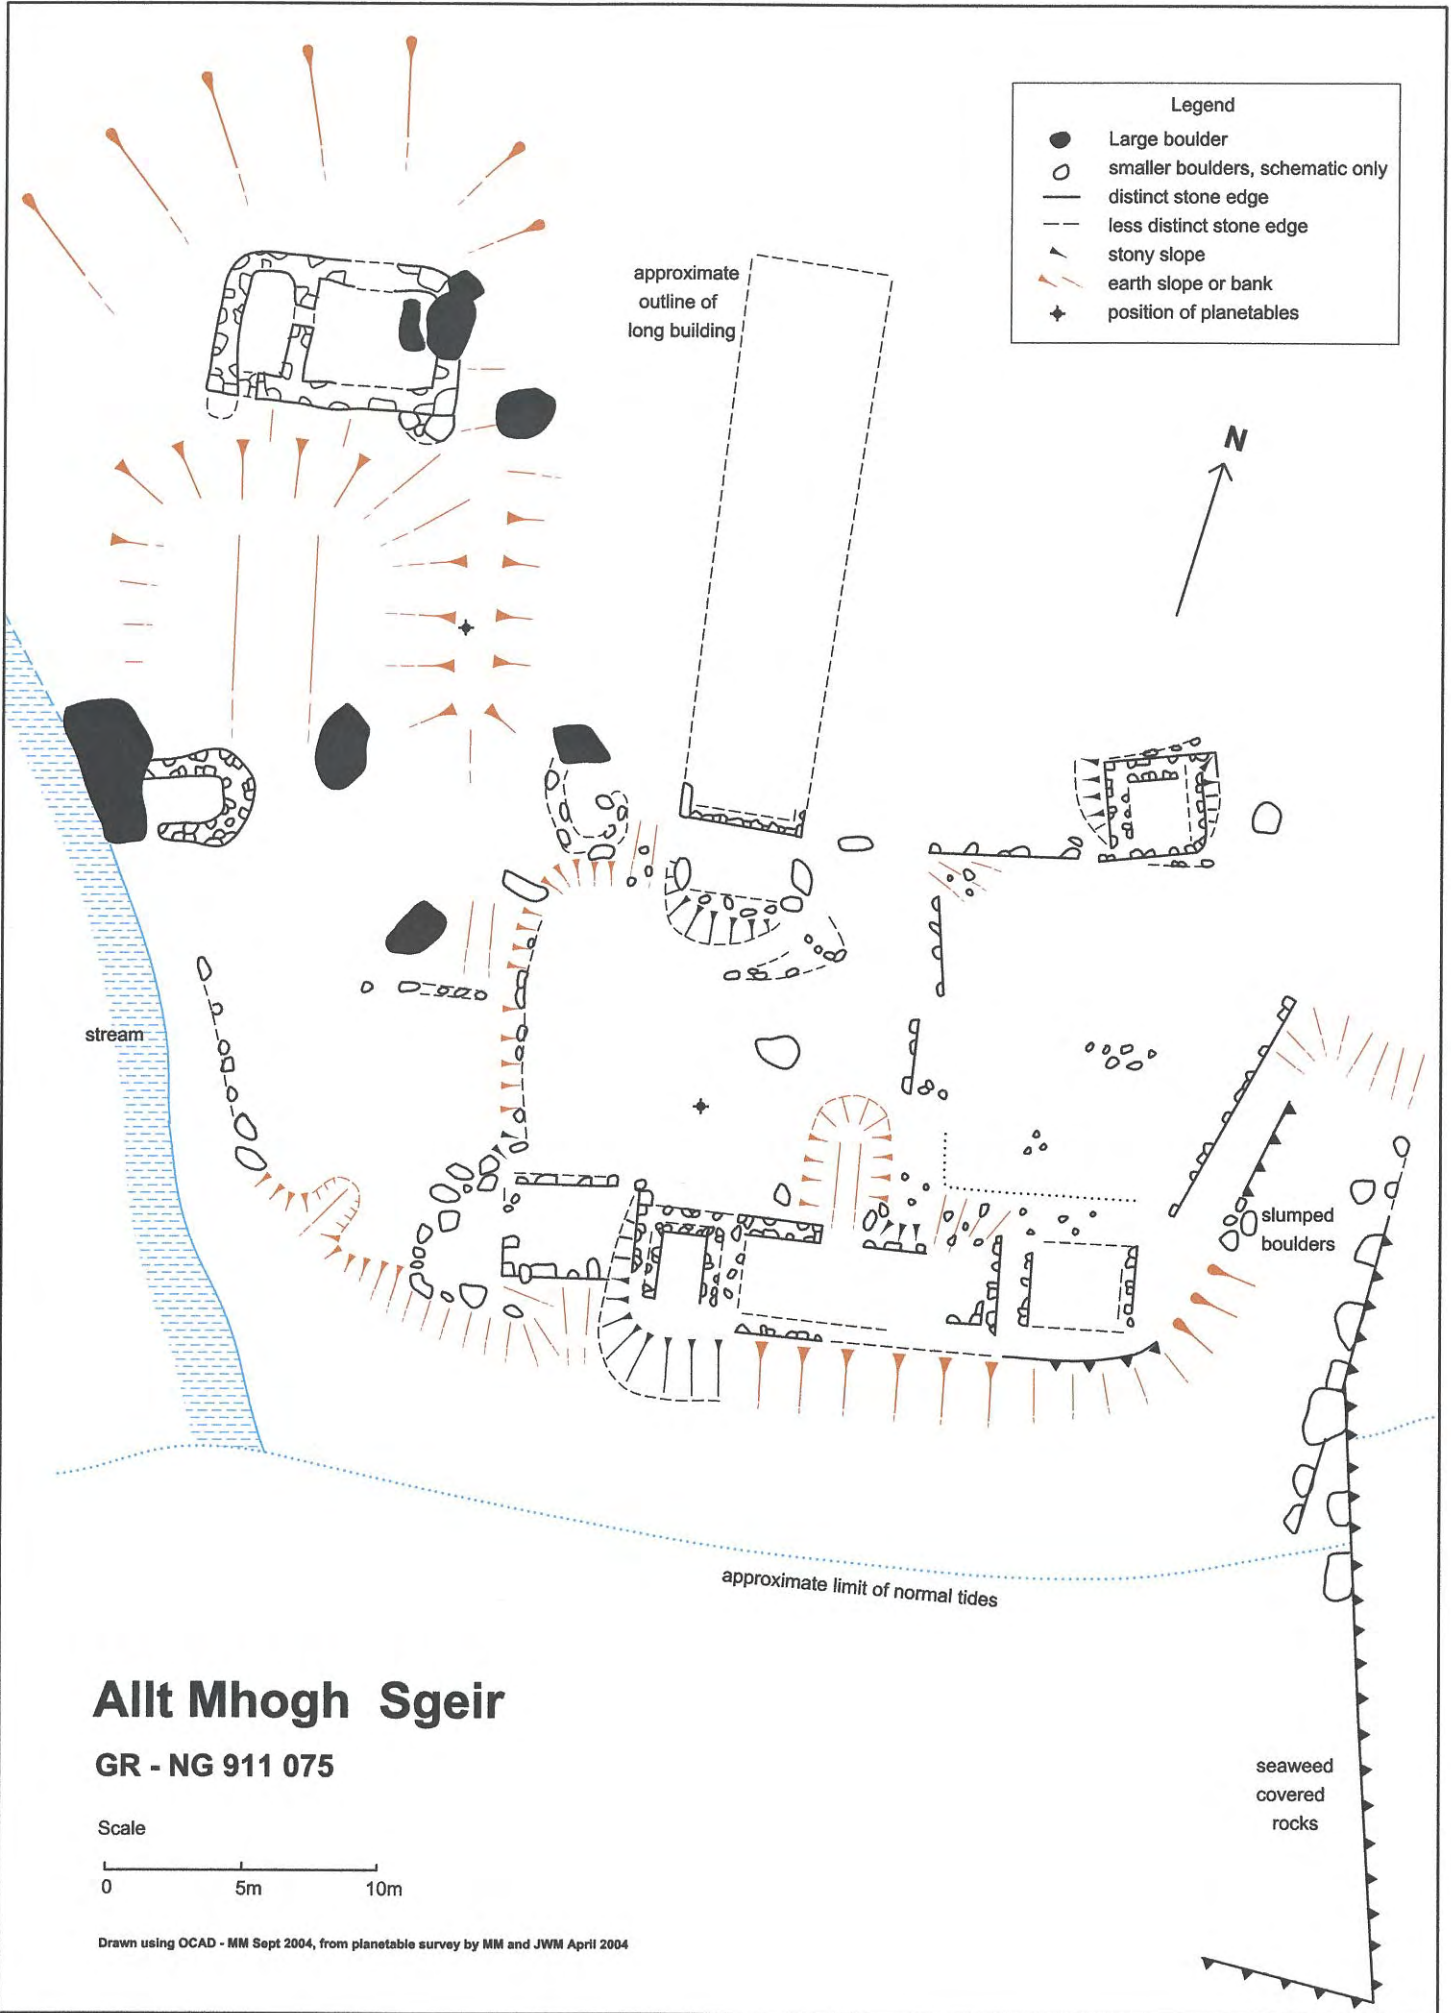 Legend
Large boulder
smaller boulders, schematic only
distinct stone edge
less distinct stone edge
stony slope
earth slope or bank
position of planetables
approximate
outline of
long building
N
stream
slumped
boulders
approximate limit of normal tides
Allt Mhogh Sgeir
GR - NG 911 075
Scale
0 5m 10m
seaweed
covered
rocks
Drawn using OCAD - MM Sept 2004, from planetable survey by MM and JWM April 2004